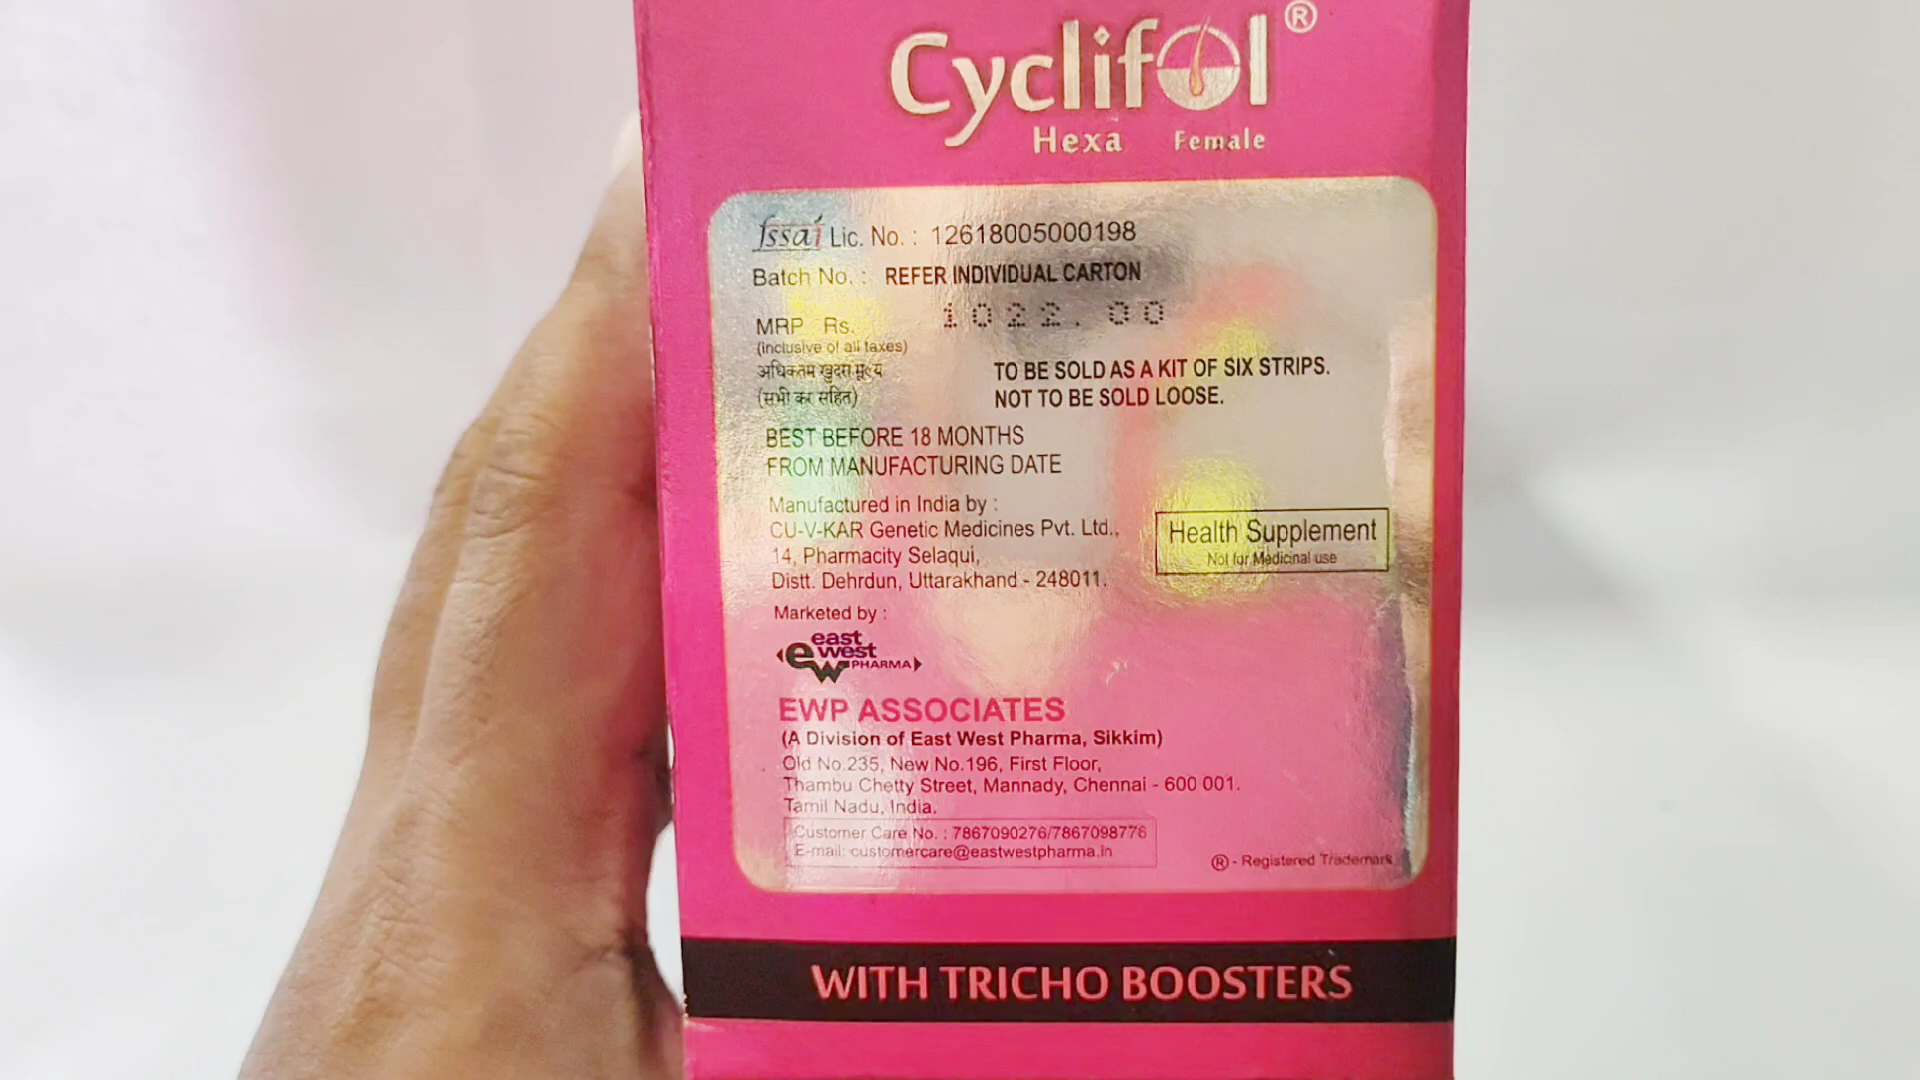 Cyclifol®
Hexa Female
fssai Lic. No. : 12618005000198
Batch No. : REFER INDIVIDUAL CARTON
MRP Rs. 1022.00
(inclusive of all taxes)
अधिकतम खुदरा मूल्य
(सभी कर सहित)
TO BE SOLD AS A KIT OF SIX STRIPS.
NOT TO BE SOLD LOOSE.
BEST BEFORE 18 MONTHS
FROM MANUFACTURING DATE
Manufactured in India by :
CU-V-KAR Genetic Medicines Pvt. Ltd.,
14, Pharmacity Selaqui,
Distt. Dehrdun, Uttarakhand - 248011.
Health Supplement
Not for Medicinal use
Marketed by :
east
west
ew PHARMA
EWP ASSOCIATES
(A Division of East West Pharma, Sikkim)
Old No.235, New No.196, First Floor,
Thambu Chetty Street, Mannady, Chennai - 600 001.
Tamil Nadu, India.
Customer Care No. : 7867090276/7867098776
E-mail: customercare@eastwestpharma.in
® - Registered Trademark
WITH TRICHO BOOSTERS